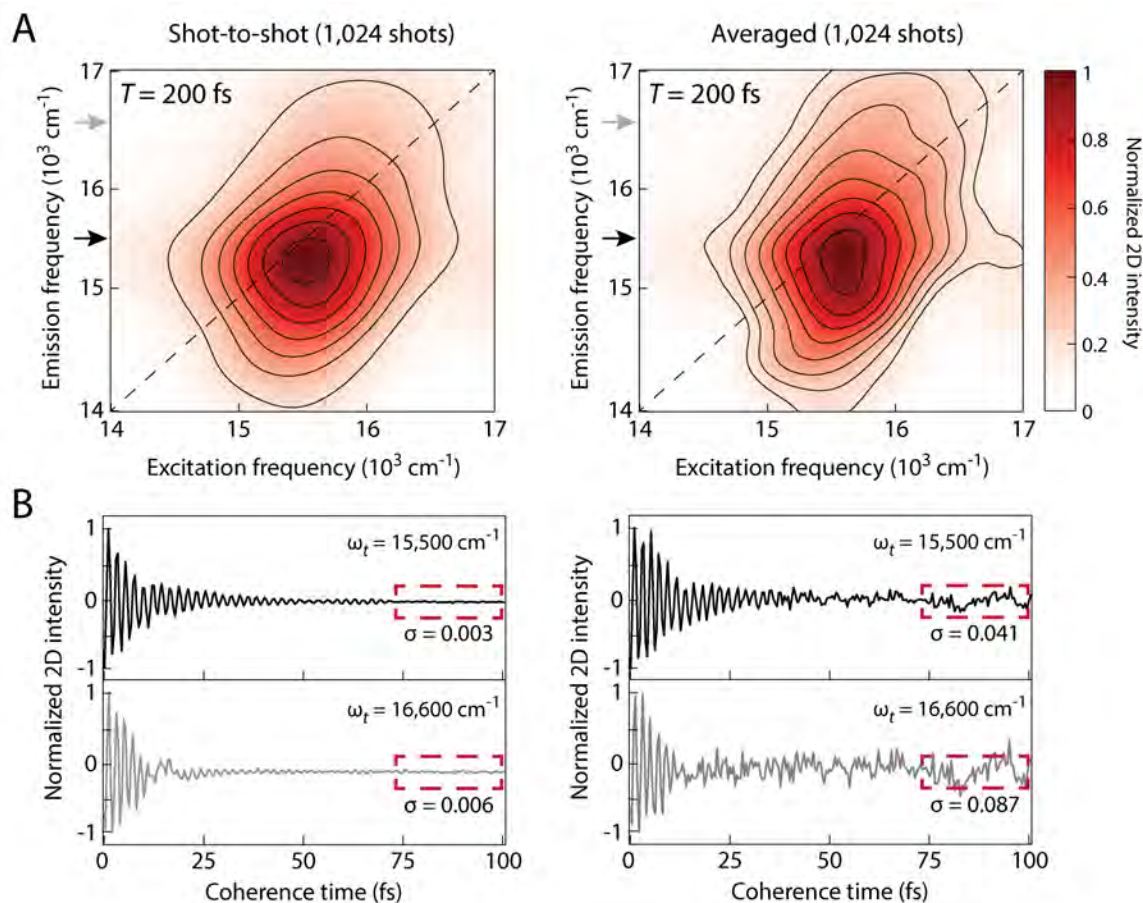 A
Shot-to-shot (1,024 shots)
Averaged (1,024 shots)
T = 200 fs
T = 200 fs
17
16
15
14
14
15
16
17
Emission frequency (10³ cm⁻¹)
Excitation frequency (10³ cm⁻¹)
17
16
15
14
14
15
16
17
Emission frequency (10³ cm⁻¹)
Excitation frequency (10³ cm⁻¹)
1
0.8
0.6
0.4
0.2
0
Normalized 2D intensity
B
Normalized 2D intensity
1
0
-1
ωt = 15,500 cm⁻¹
σ = 0.003
1
0
-1
ωt = 16,600 cm⁻¹
σ = 0.006
0
25
50
75
100
Coherence time (fs)
Normalized 2D intensity
1
0
-1
ωt = 15,500 cm⁻¹
σ = 0.041
1
0
-1
ωt = 16,600 cm⁻¹
σ = 0.087
0
25
50
75
100
Coherence time (fs)